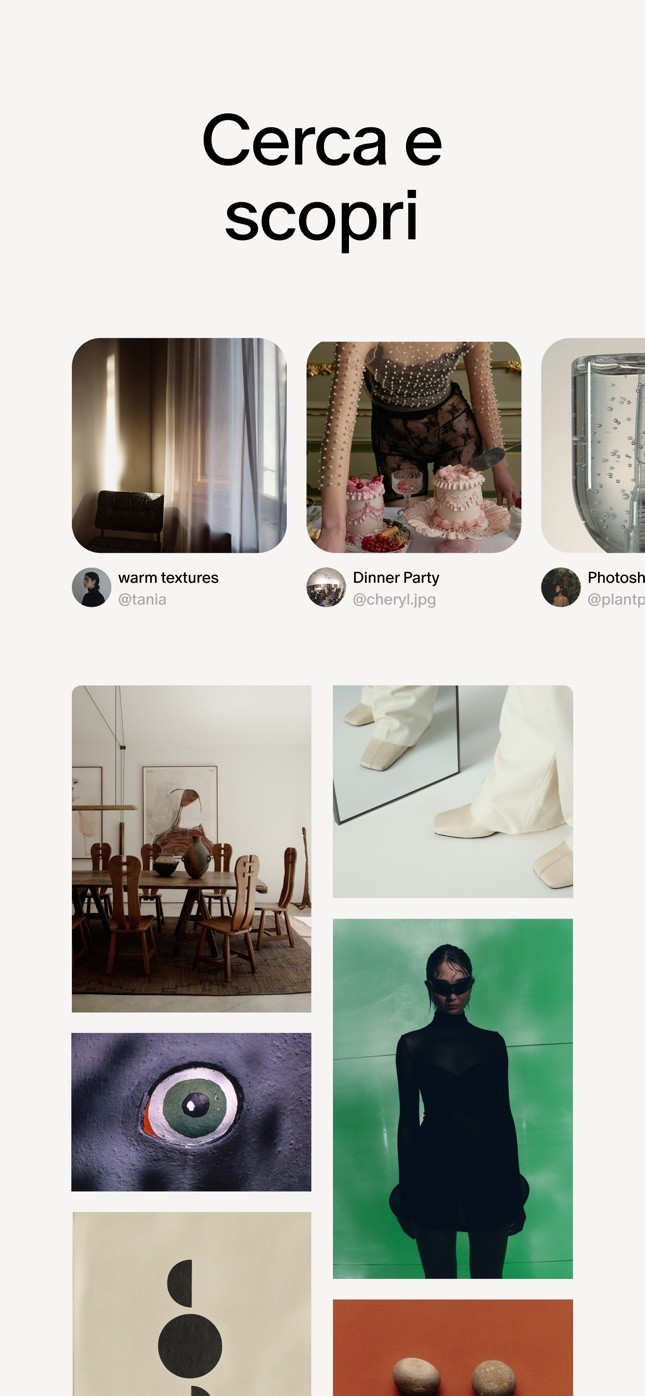 Cerca e
scopri
warm textures
@tania
Dinner Party
@cheryl.jpg